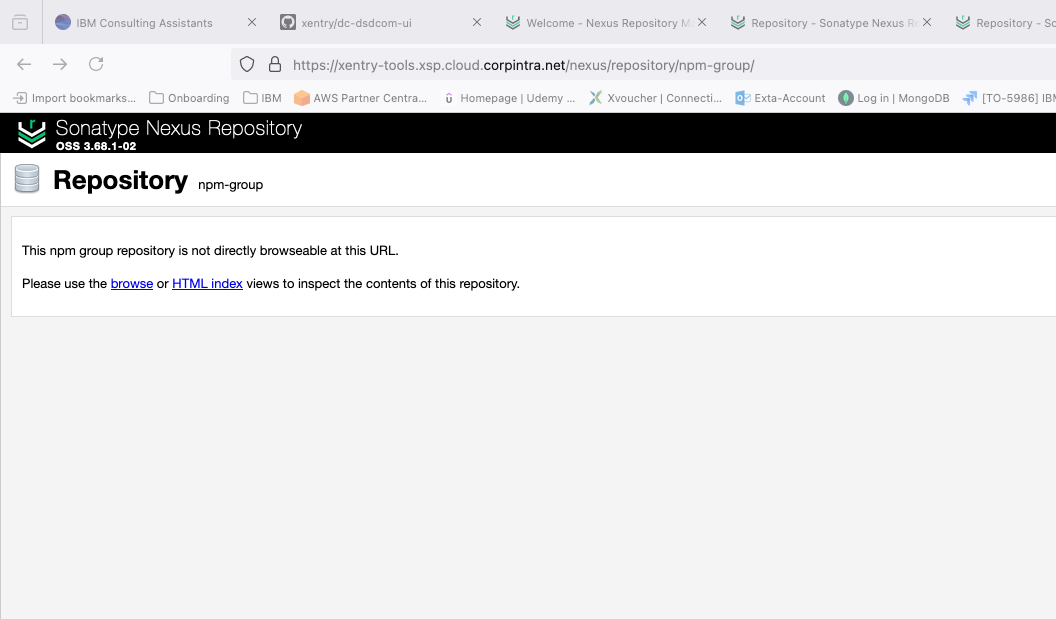 IBM Consulting Assistants
xentry/dc-dsdcom-ui
Welcome - Nexus Repository Ma
Repository - Sonatype Nexus Re
Repository - So
https://xentry-tools.xsp.cloud.corpintra.net/nexus/repository/npm-group/
Import bookmarks...
Onboarding
IBM
AWS Partner Centra...
Homepage | Udemy ...
Xvoucher | Connecti...
Exta-Account
Log in | MongoDB
[TO-5986] IBM
Sonatype Nexus Repository
OSS 3.68.1-02
Repository npm-group
This npm group repository is not directly browseable at this URL.
Please use the browse or HTML index views to inspect the contents of this repository.